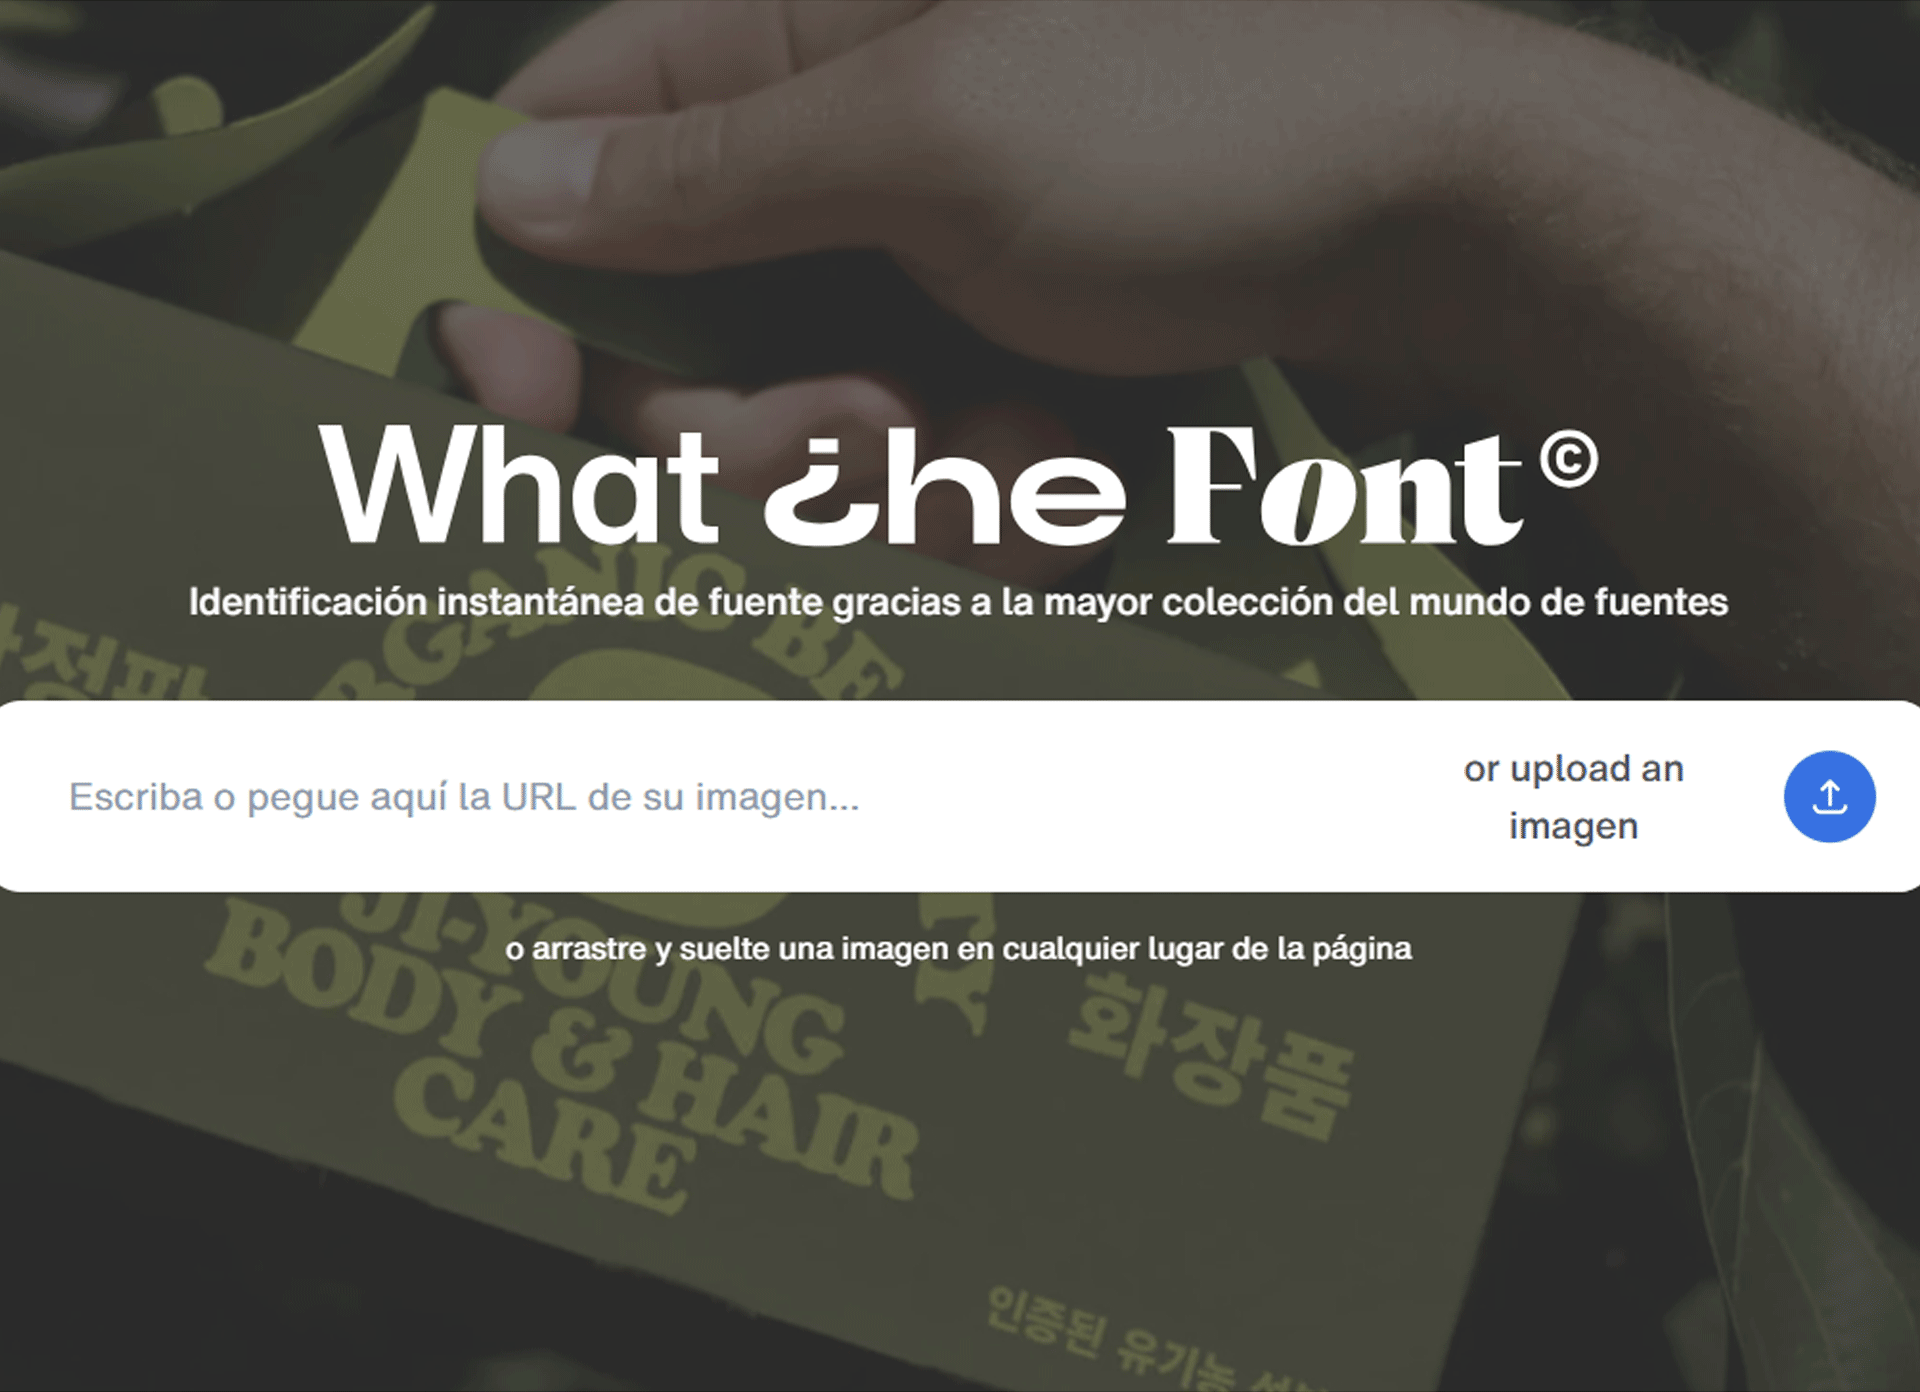 What ¿he Font©
Identificación instantánea de fuente gracias a la mayor colección del mundo de fuentes
ORGANIC BE
Escriba o pegue aquí la URL de su imagen...
or upload an
imagen
o arrastre y suelte una imagen en cualquier lugar de la página
JI-YOUNG
BODY & HAIR
CARE
화장품
인증된 유기농